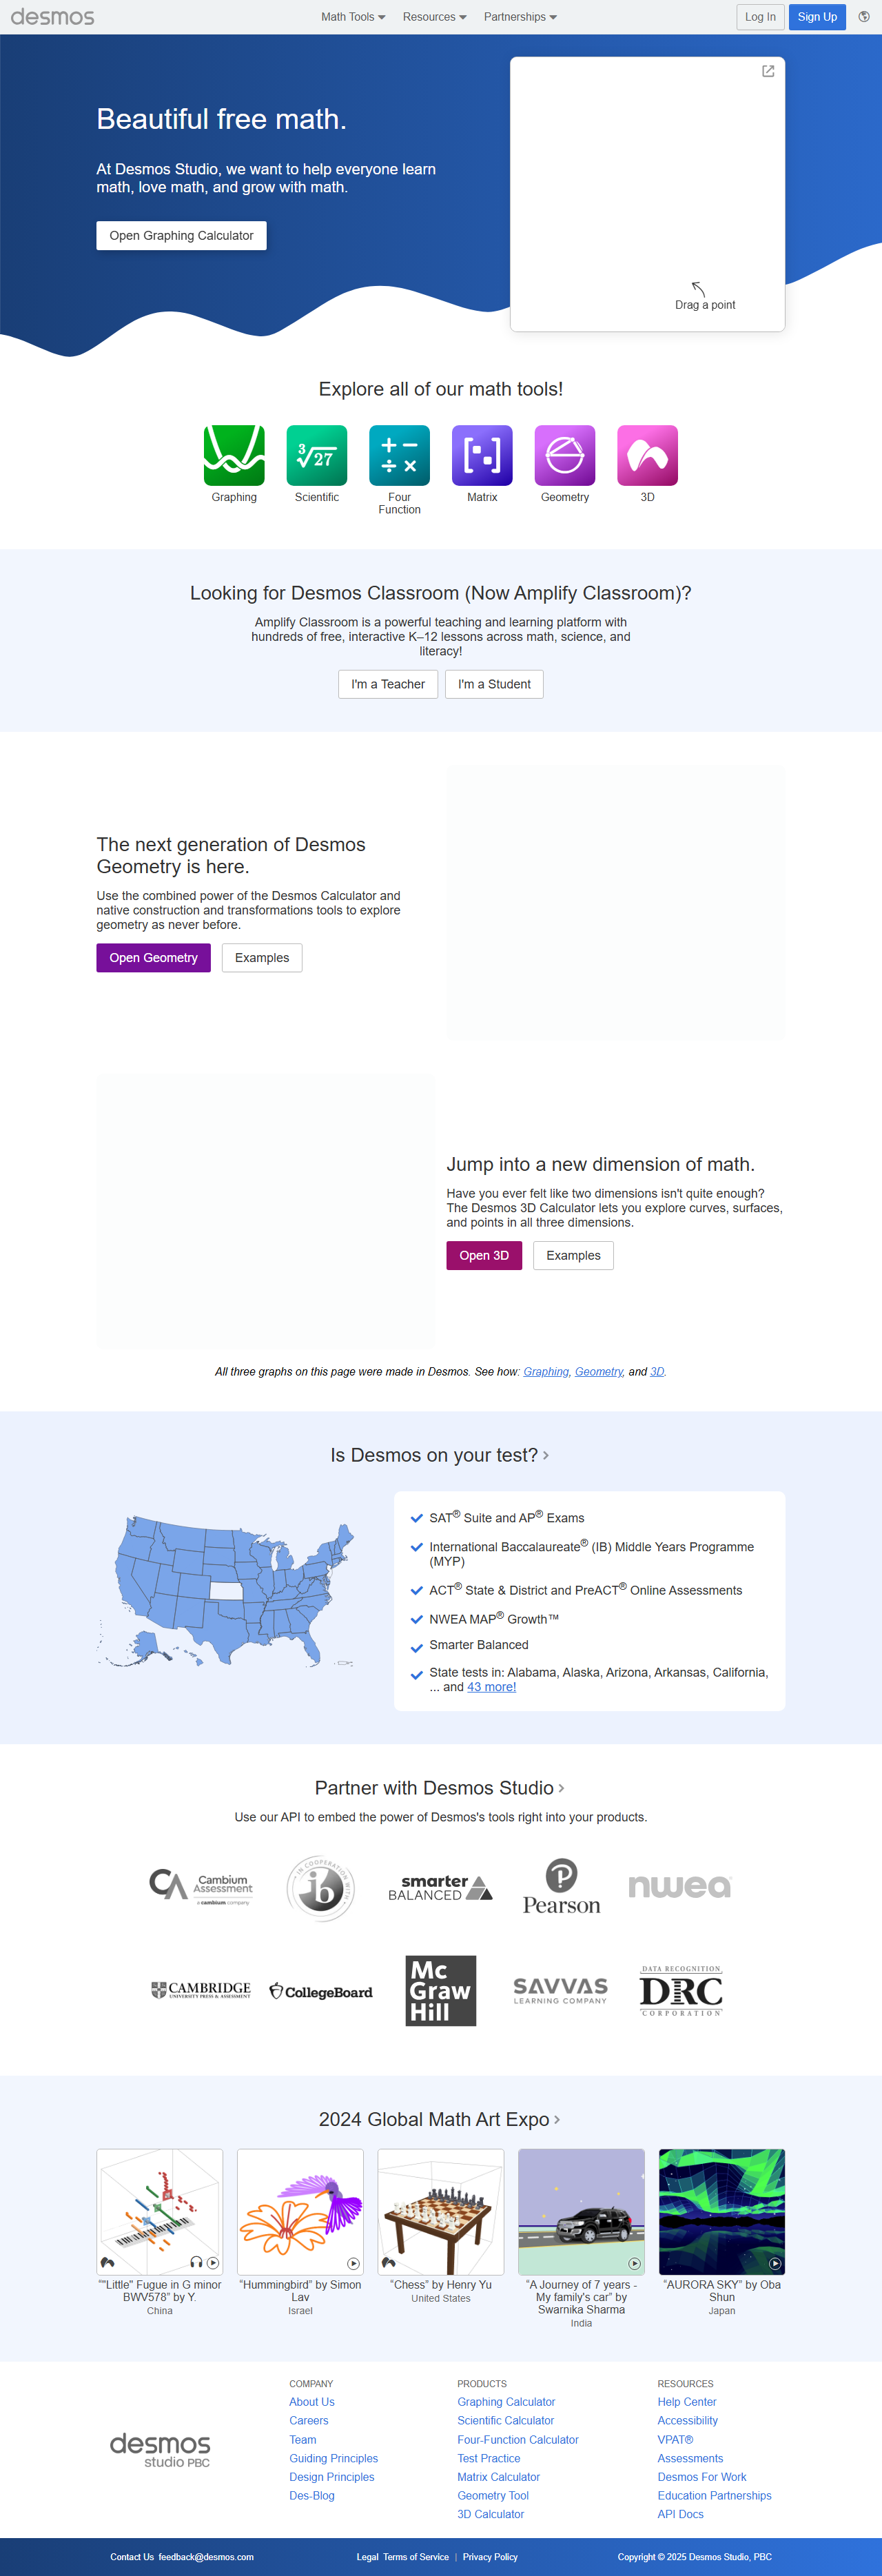 desmos
Math Tools
Resources
Partnerships
Log In
Sign Up
Beautiful free math.
At Desmos Studio, we want to help everyone learn
math, love math, and grow with math.
Open Graphing Calculator
Drag a point
Explore all of our math tools!
3√27
Graphing
Scientific
Four
Function
Matrix
Geometry
3D
Looking for Desmos Classroom (Now Amplify Classroom)?
Amplify Classroom is a powerful teaching and learning platform with
hundreds of free, interactive K–12 lessons across math, science, and
literacy!
I'm a Teacher
I'm a Student
The next generation of Desmos
Geometry is here.
Use the combined power of the Desmos Calculator and
native construction and transformations tools to explore
geometry as never before.
Open Geometry
Examples
Jump into a new dimension of math.
Have you ever felt like two dimensions isn't quite enough?
The Desmos 3D Calculator lets you explore curves, surfaces,
and points in all three dimensions.
Open 3D
Examples
All three graphs on this page were made in Desmos. See how: Graphing, Geometry, and 3D.
Is Desmos on your test?
SAT® Suite and AP® Exams
International Baccalaureate® (IB) Middle Years Programme
(MYP)
ACT® State & District and PreACT® Online Assessments
NWEA MAP® Growth™
Smarter Balanced
State tests in: Alabama, Alaska, Arizona, Arkansas, California,
... and 43 more!
Partner with Desmos Studio
Use our API to embed the power of Desmos's tools right into your products.
CA Cambium
Assessment
a cambium company
IN COOPERATION WITH
ib
smarter
BALANCED
P
Pearson
nwea
CAMBRIDGE
UNIVERSITY PRESS & ASSESSMENT
CollegeBoard
Mc
Graw
Hill
SAVVAS
LEARNING COMPANY
DATA RECOGNITION
DRC
CORPORATION
2024 Global Math Art Expo
“"Little" Fugue in G minor
BWV578” by Y.
China
“Hummingbird” by Simon
Lav
Israel
“Chess” by Henry Yu
United States
“A Journey of 7 years -
My family's car” by
Swarnika Sharma
India
“AURORA SKY” by Oba
Shun
Japan
desmos
studio PBC
COMPANY
About Us
Careers
Team
Guiding Principles
Design Principles
Des-Blog
PRODUCTS
Graphing Calculator
Scientific Calculator
Four-Function Calculator
Test Practice
Matrix Calculator
Geometry Tool
3D Calculator
RESOURCES
Help Center
Accessibility
VPAT®
Assessments
Desmos For Work
Education Partnerships
API Docs
Contact Us feedback@desmos.com
Legal Terms of Service | Privacy Policy
Copyright © 2025 Desmos Studio, PBC